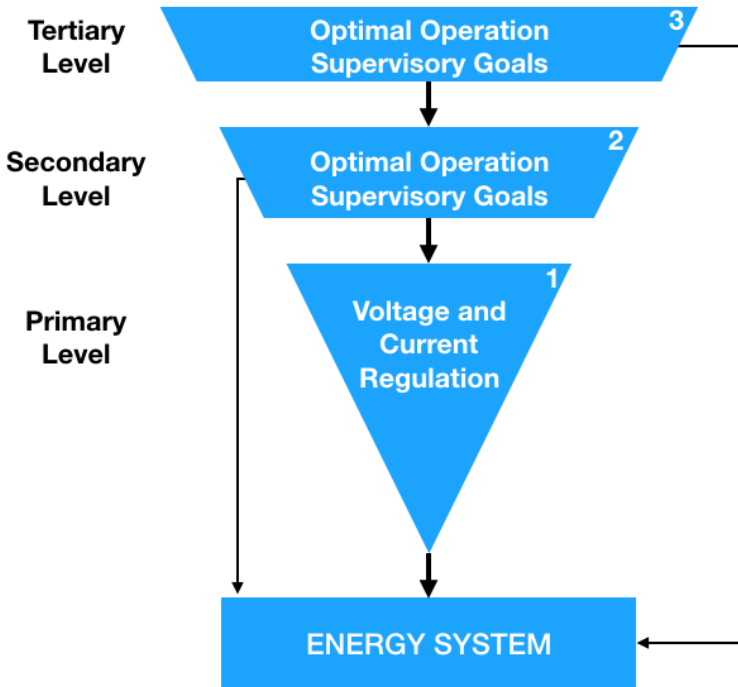 Tertiary
Level
Optimal Operation
Supervisory Goals
3
Secondary
Level
Optimal Operation
Supervisory Goals
2
Primary
Level
Voltage and
Current
Regulation
1
ENERGY SYSTEM